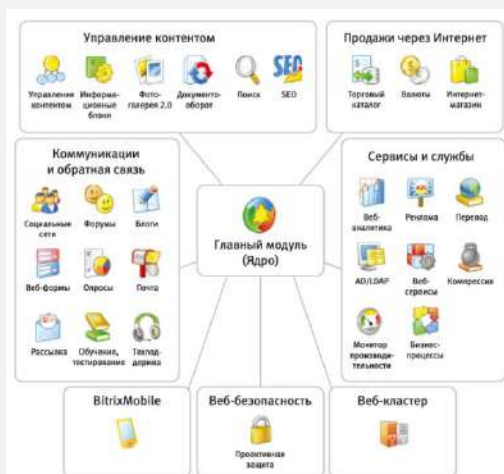 Управление контентом
Управление
контентом
Информа-
ционные
блоки
Фото-
галерея 2.0
Документо-
оборот
Поиск
SEO
SEO
Продажи через Интернет
Торговый
каталог
Валюты
Интернет-
магазин
Коммуникации
и обратная связь
Социальные
сети
Форумы
Блоги
Веб-формы
Опросы
Почта
Рассылка
Обучение,
тестирование
Техпод-
держка
Главный модуль
(Ядро)
Сервисы и службы
Веб-
аналитика
Реклама
Перевод
AD/LDAP
Веб-
сервисы
Компрессия
Монитор
производи-
тельности
Бизнес-
процессы
BitrixMobile
Веб-безопасность
Проактивная
защита
Веб-кластер